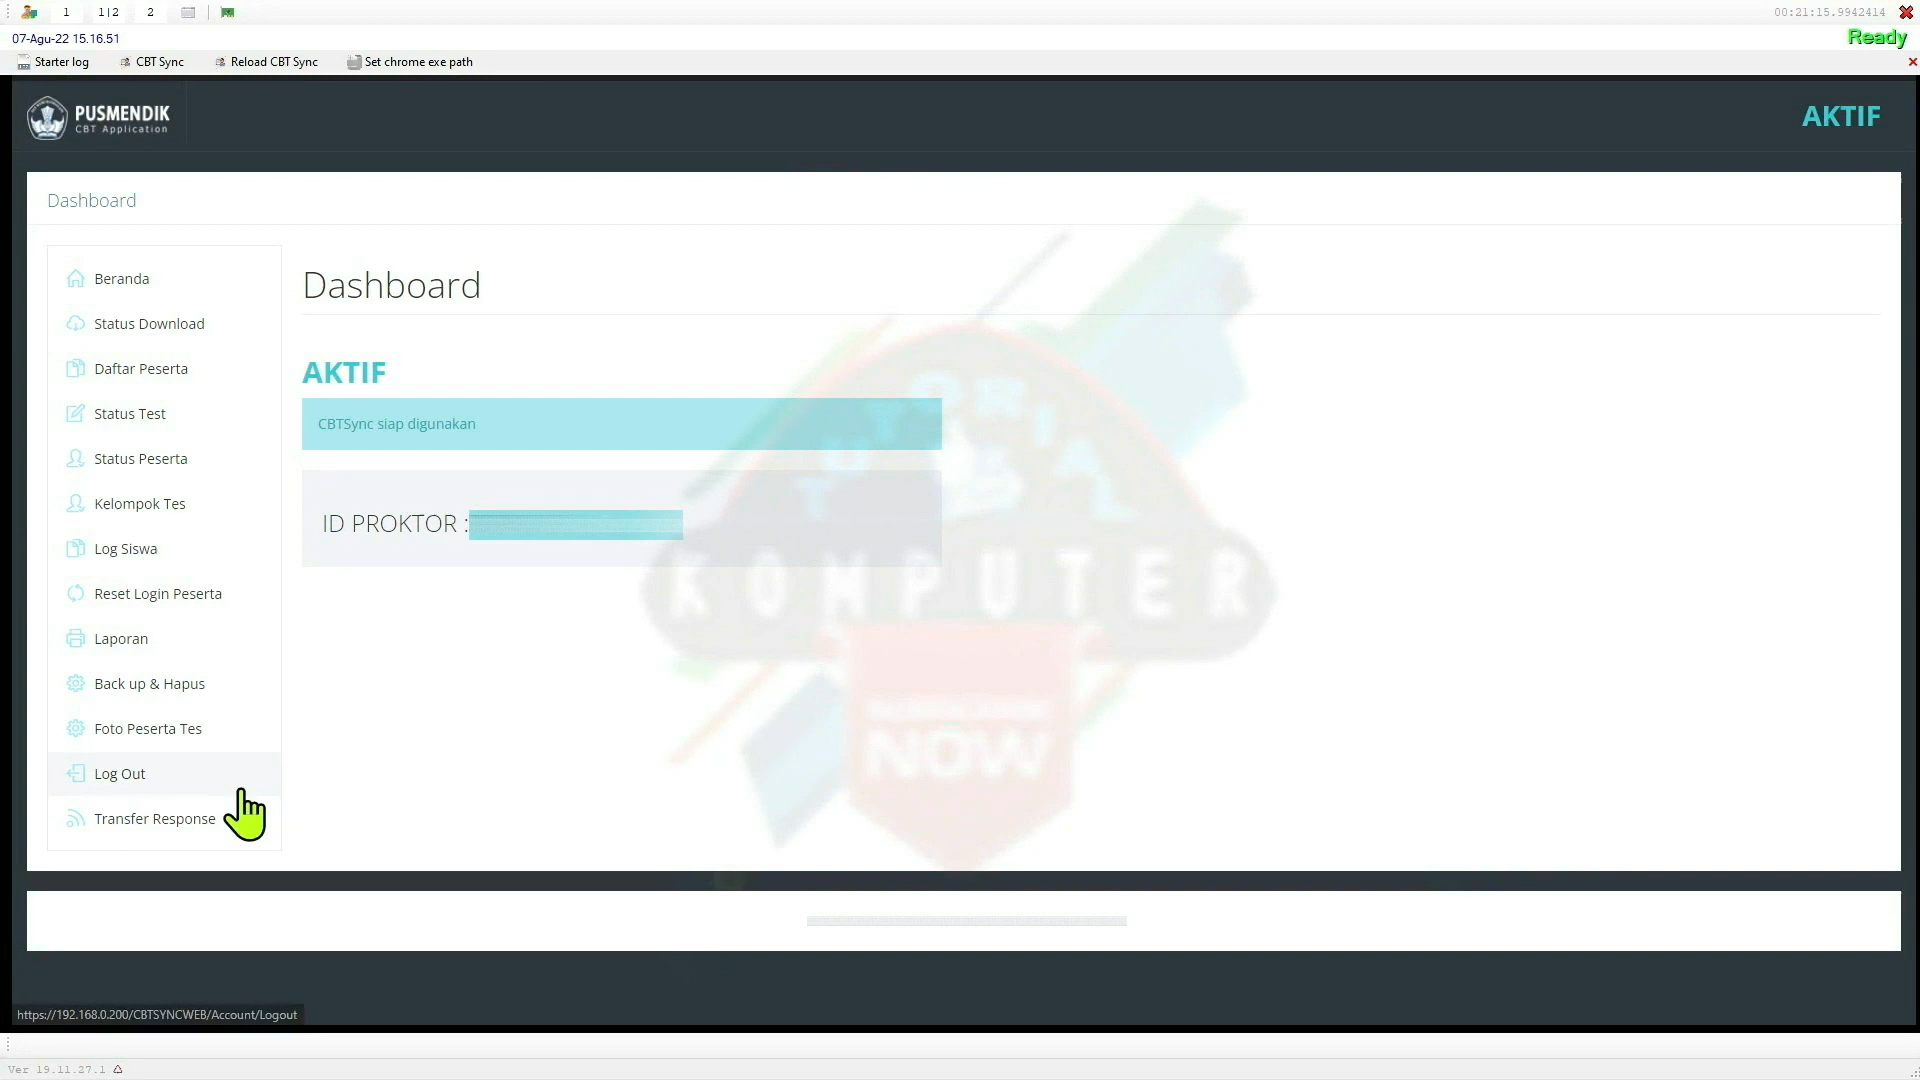 1
1|2
2
00:21:15.9942414
07-Agu-22 15.16.51
Ready
Starter log
CBT Sync
Reload CBT Sync
Set chrome exe path
PUSMENDIK
CBT Application
AKTIF
Dashboard
Beranda
Status Download
Daftar Peserta
Status Test
Status Peserta
Kelompok Tes
Log Siswa
Reset Login Peserta
Laporan
Back up & Hapus
Foto Peserta Tes
Log Out
Transfer Response
Dashboard
AKTIF
CBTSync siap digunakan
ID PROKTOR :
TUTORIAL
KOMPUTER
NOW
https://192.168.0.200/CBTSYNCWEB/Account/Logout
Ver 19.11.27.1